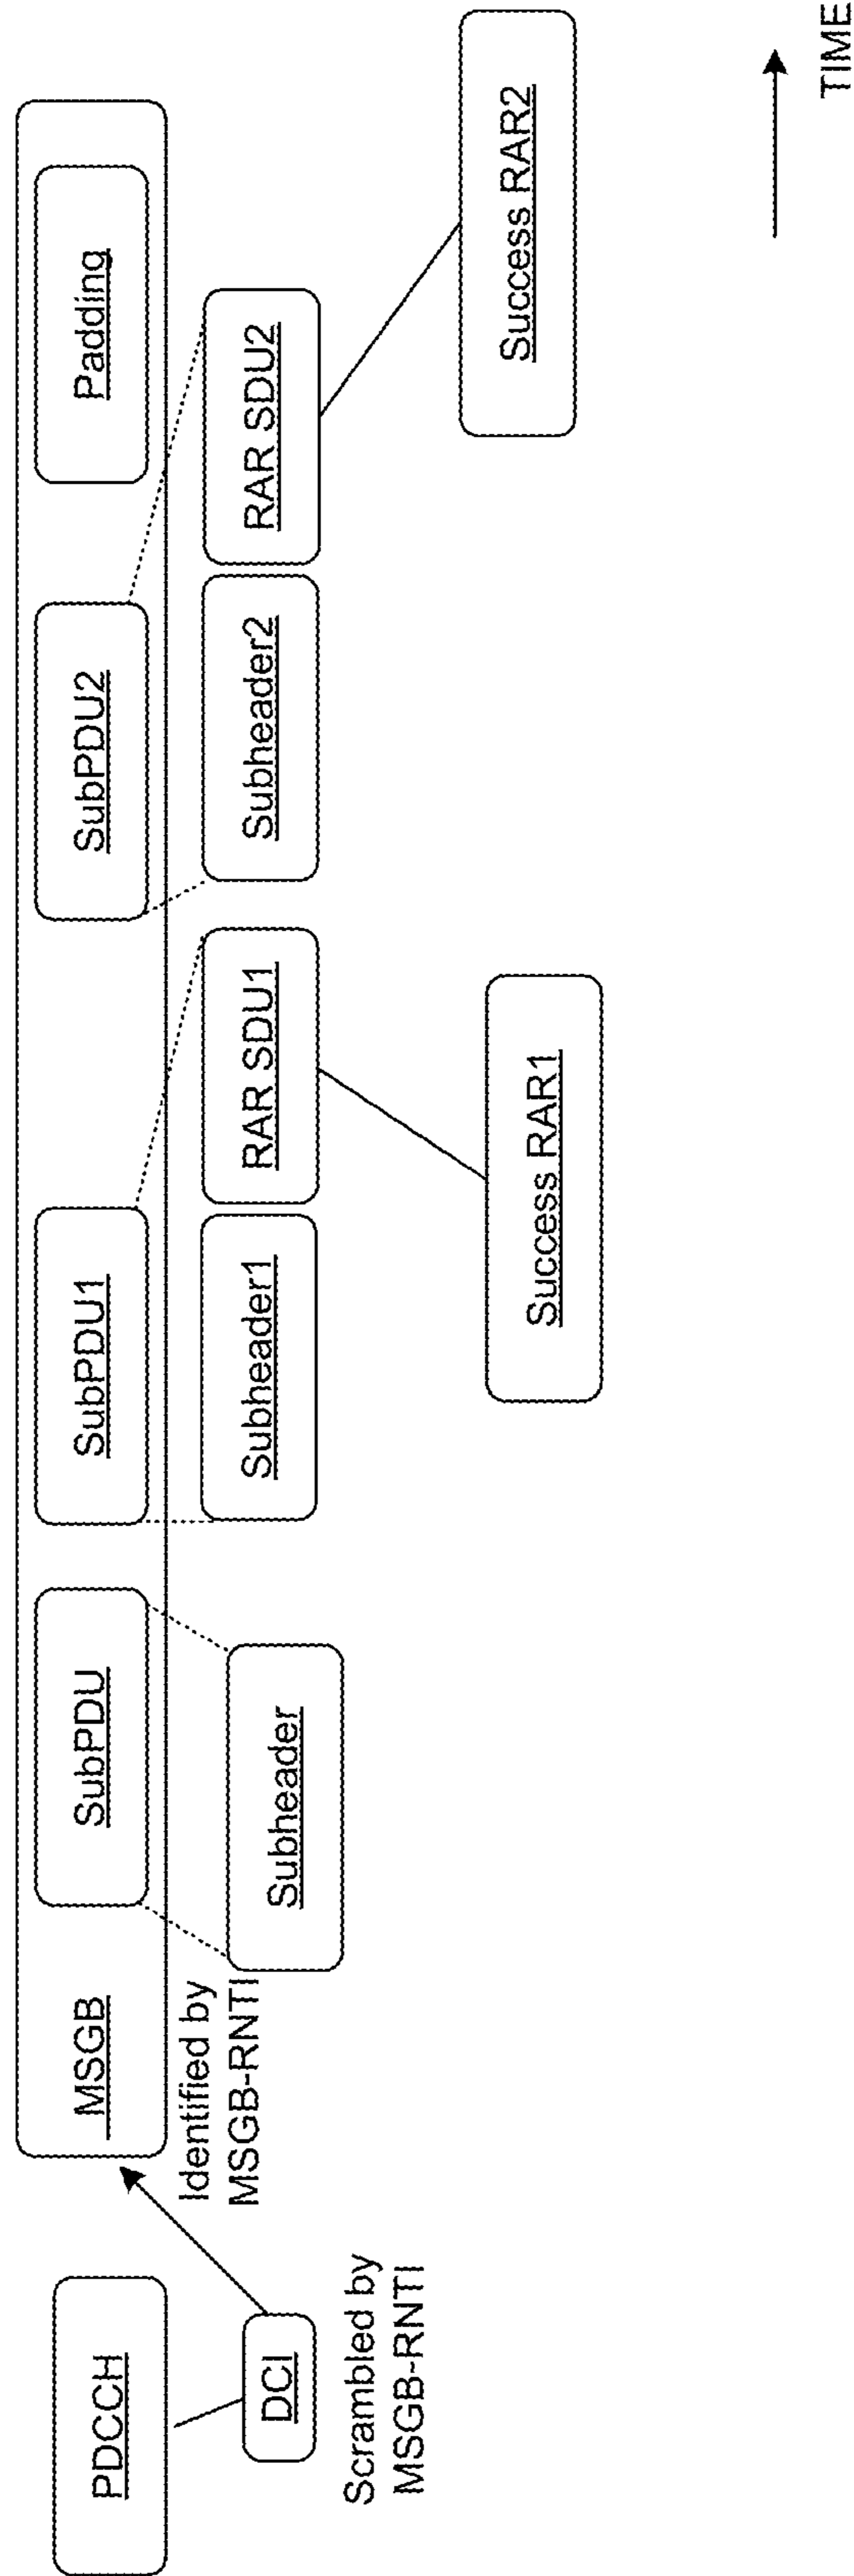 PDCCH
DCI
Scrambled by
MSGB-RNTI
MSGB
Identified by
MSGB-RNTI
SubPDU
Subheader
SubPDU1
Subheader1
RAR SDU1
Success RAR1
SubPDU2
Subheader2
RAR SDU2
Success RAR2
Padding
TIME